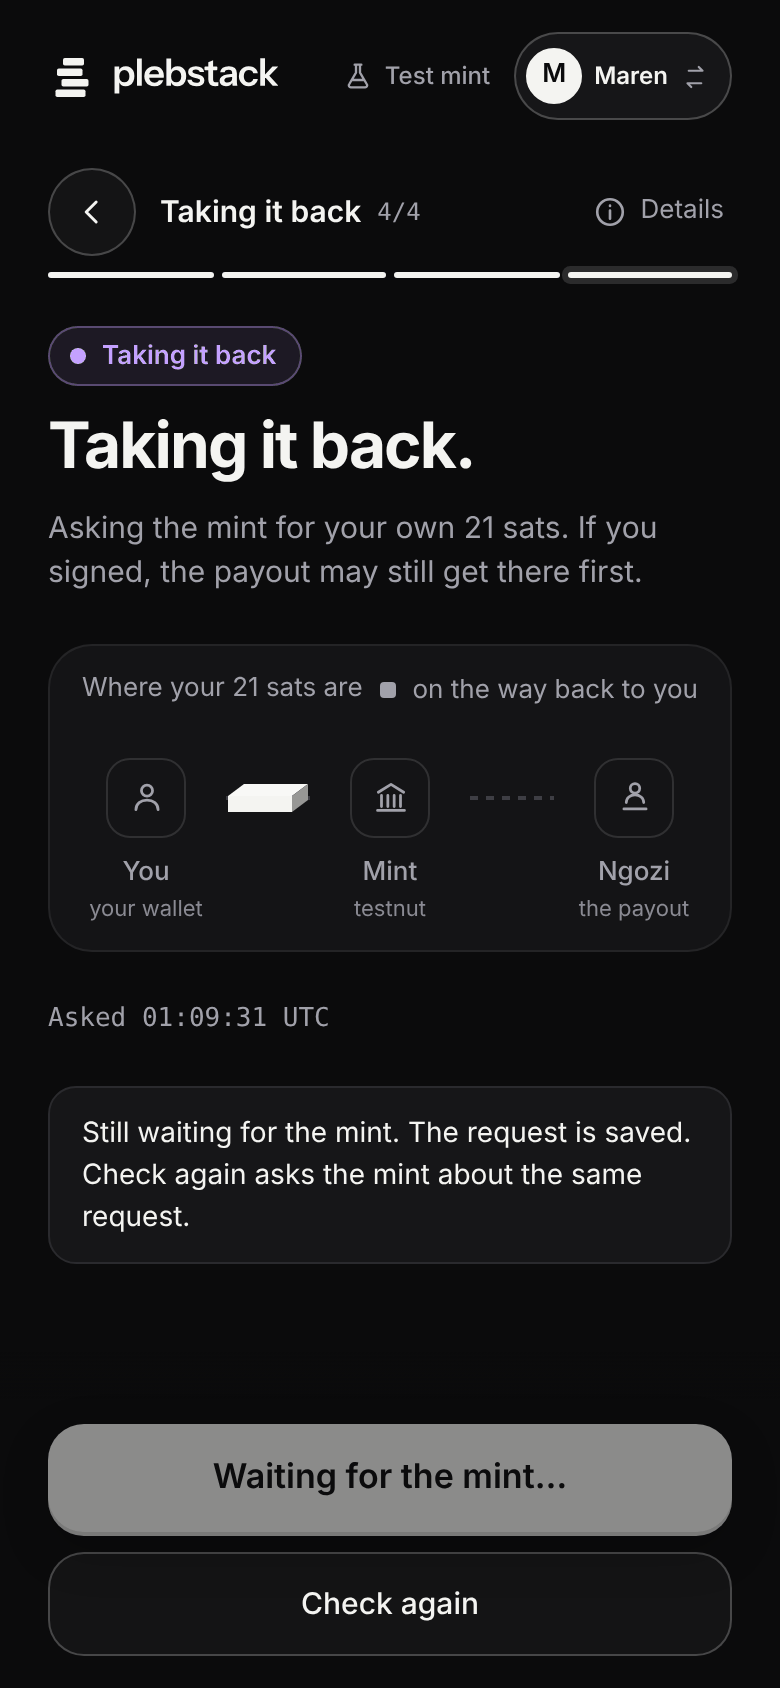 plebstack
Test mint
M
Maren
Taking it back 4/4
Details
Taking it back
Taking it back.
Asking the mint for your own 21 sats. If you
signed, the payout may still get there first.
Where your 21 sats are
on the way back to you
You
your wallet
Mint
testnut
Ngozi
the payout
Asked 01:09:31 UTC
Still waiting for the mint. The request is saved.
Check again asks the mint about the same
request.
Waiting for the mint...
Check again